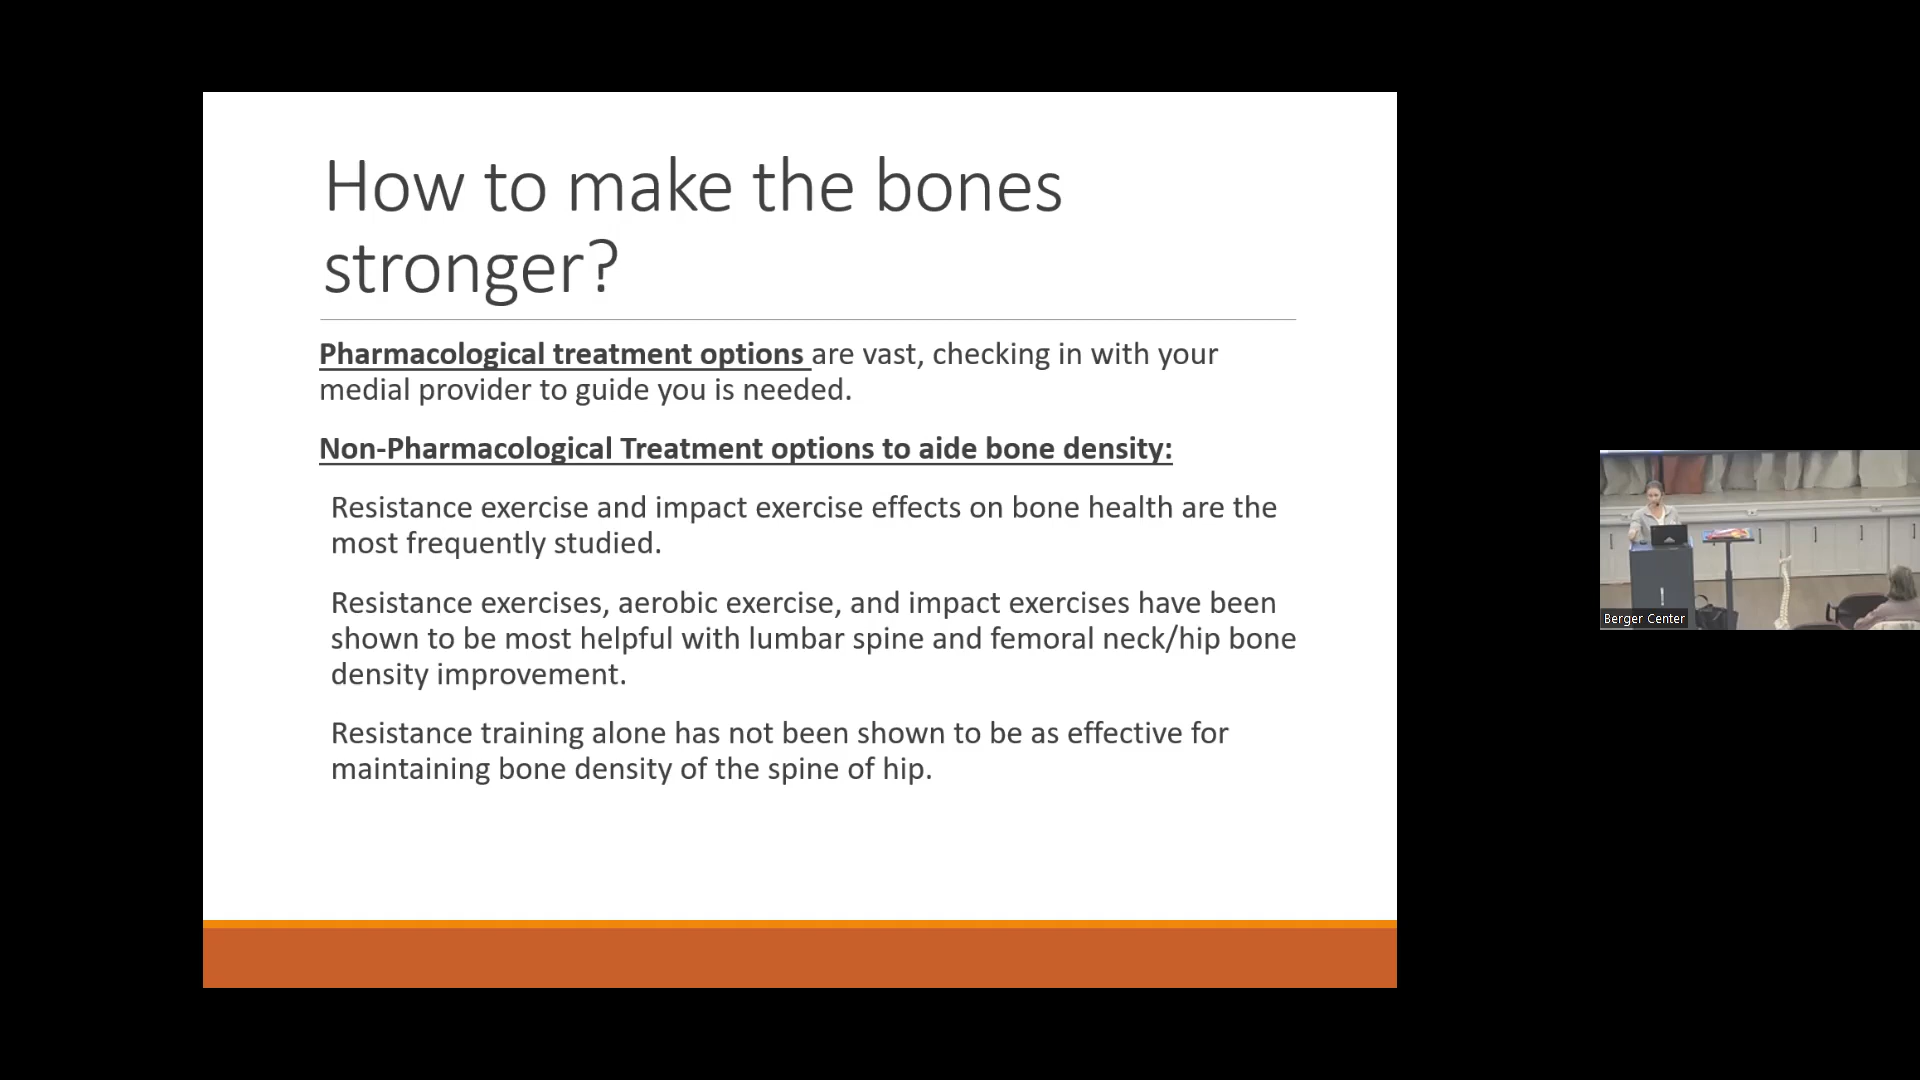 How to make the bones
stronger?
Pharmacological treatment options are vast, checking in with your
medial provider to guide you is needed.
Non-Pharmacological Treatment options to aide bone density:
Resistance exercise and impact exercise effects on bone health are the
most frequently studied.
Resistance exercises, aerobic exercise, and impact exercises have been
shown to be most helpful with lumbar spine and femoral neck/hip bone
density improvement.
Resistance training alone has not been shown to be as effective for
maintaining bone density of the spine of hip.
Berger Center